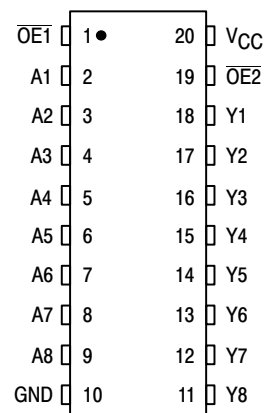 O̅E̅1̅ 1 20 VCC
A1 2 19 O̅E̅2̅
A2 3 18 Y1
A3 4 17 Y2
A4 5 16 Y3
A5 6 15 Y4
A6 7 14 Y5
A7 8 13 Y6
A8 9 12 Y7
GND 10 11 Y8